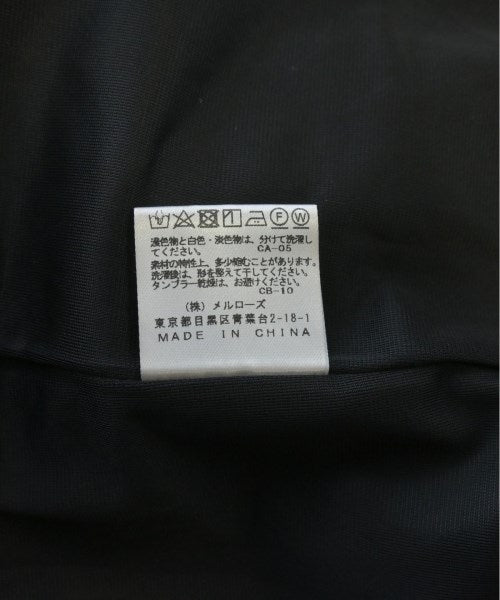 F W
濃色物と白色・淡色物は、分けて洗濯し
てください。 CA-05
素材の特性上、多少縮むことがあります。
洗濯後は、形を整えて干してください。
タンブラー乾燥は、お避けください。
CB-10
(株) メルローズ
東京都目黒区青葉台2-18-1
MADE IN CHINA